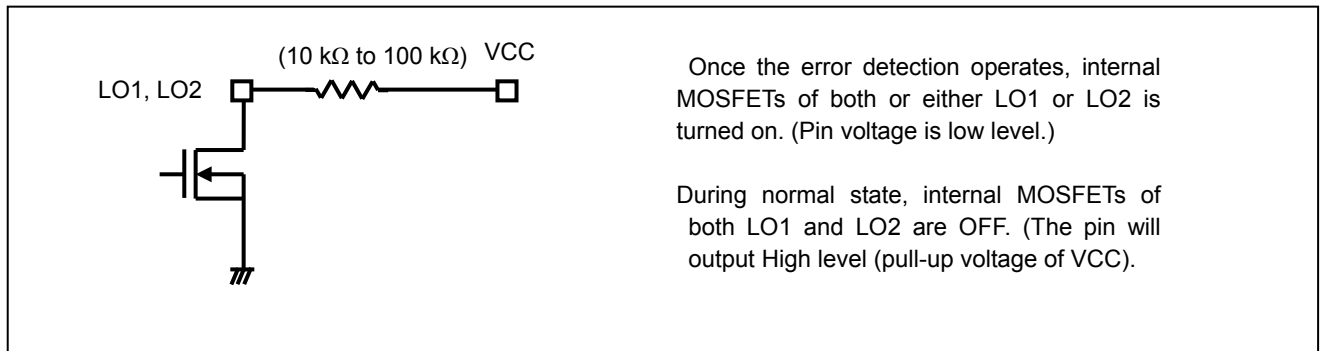 (10 kΩ to 100 kΩ) VCC
LO1, LO2
Once the error detection operates, internal
MOSFETs of both or either LO1 or LO2 is
turned on. (Pin voltage is low level.)
During normal state, internal MOSFETs of
both LO1 and LO2 are OFF. (The pin will
output High level (pull-up voltage of VCC).